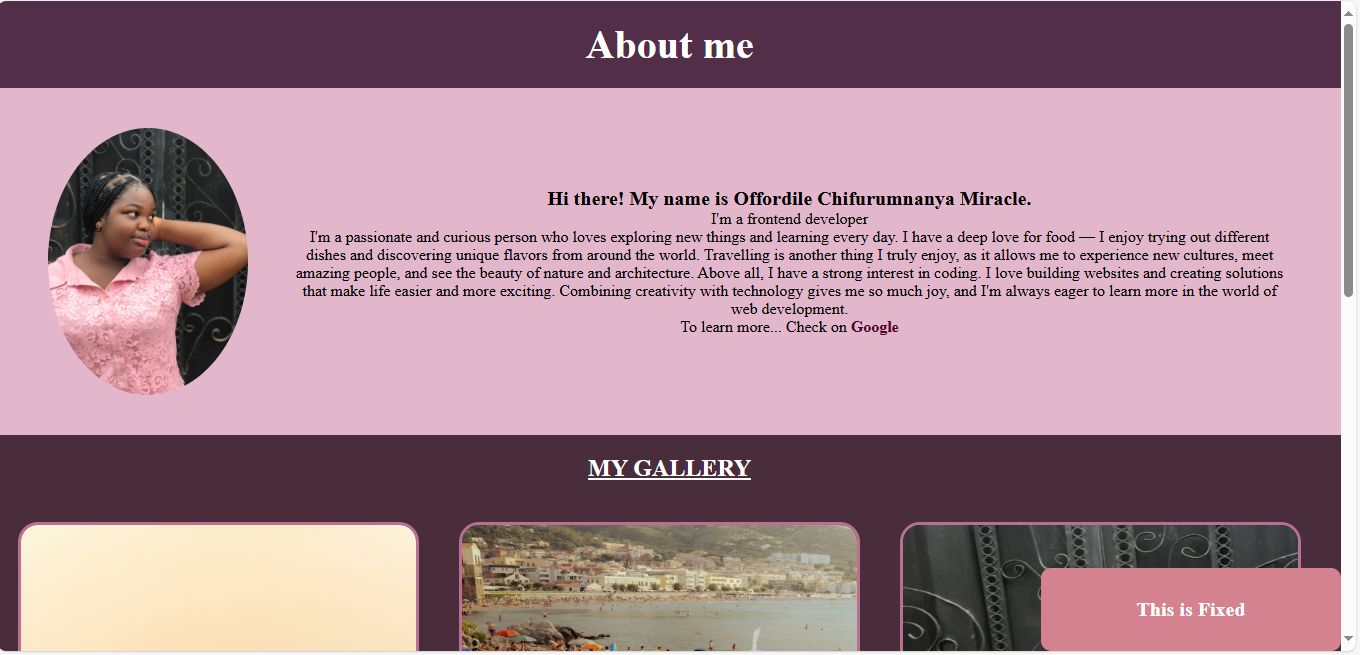 About me
Hi there! My name is Offordile Chifurumnanya Miracle.
I'm a frontend developer
I'm a passionate and curious person who loves exploring new things and learning every day. I have a deep love for food — I enjoy trying out different
dishes and discovering unique flavors from around the world. Travelling is another thing I truly enjoy, as it allows me to experience new cultures, meet
amazing people, and see the beauty of nature and architecture. Above all, I have a strong interest in coding. I love building websites and creating solutions
that make life easier and more exciting. Combining creativity with technology gives me so much joy, and I'm always eager to learn more in the world of
web development.
To learn more... Check on Google
MY GALLERY
This is Fixed